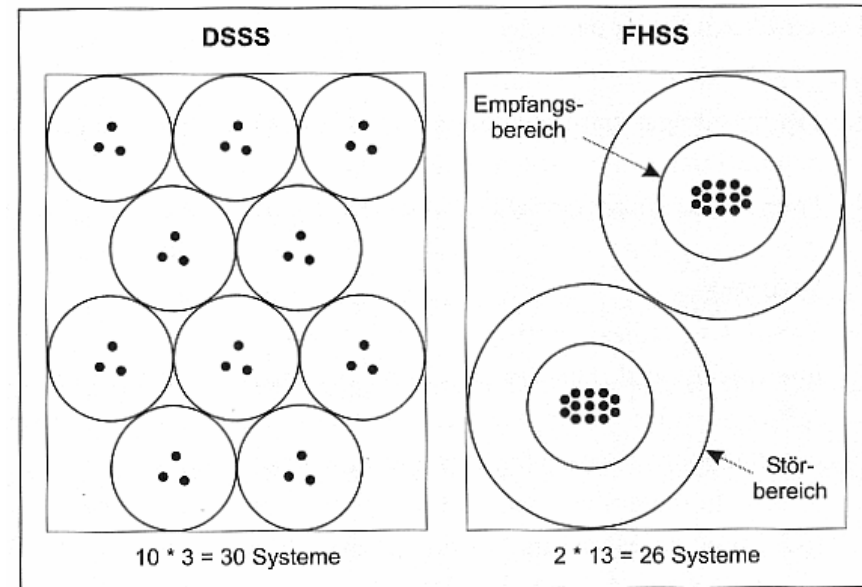 DSSS
FHSS
Empfangs-
bereich
Stör-
bereich
10 * 3 = 30 Systeme
2 * 13 = 26 Systeme